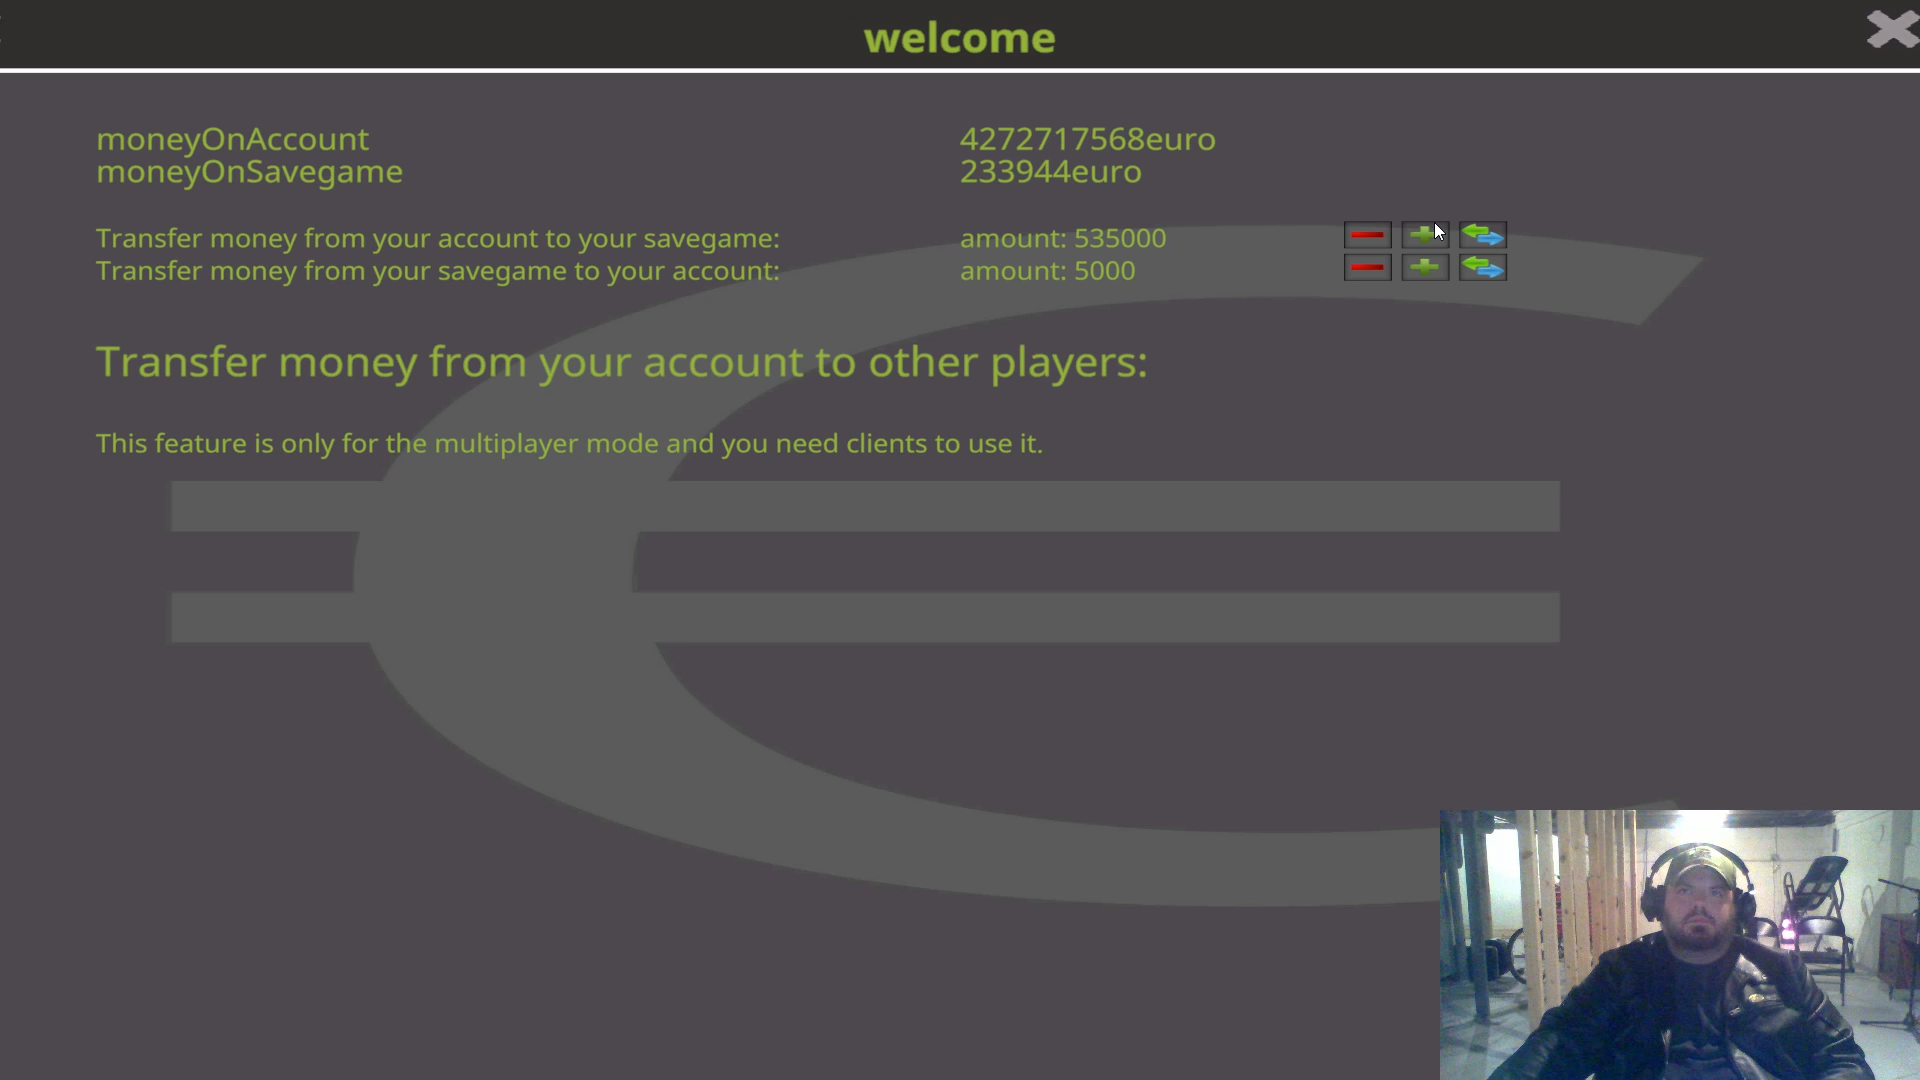 welcome
moneyOnAccount 4272717568euro
moneyOnSavegame 233944euro
Transfer money from your account to your savegame: amount: 535000
Transfer money from your savegame to your account: amount: 5000
Transfer money from your account to other players:
This feature is only for the multiplayer mode and you need clients to use it.